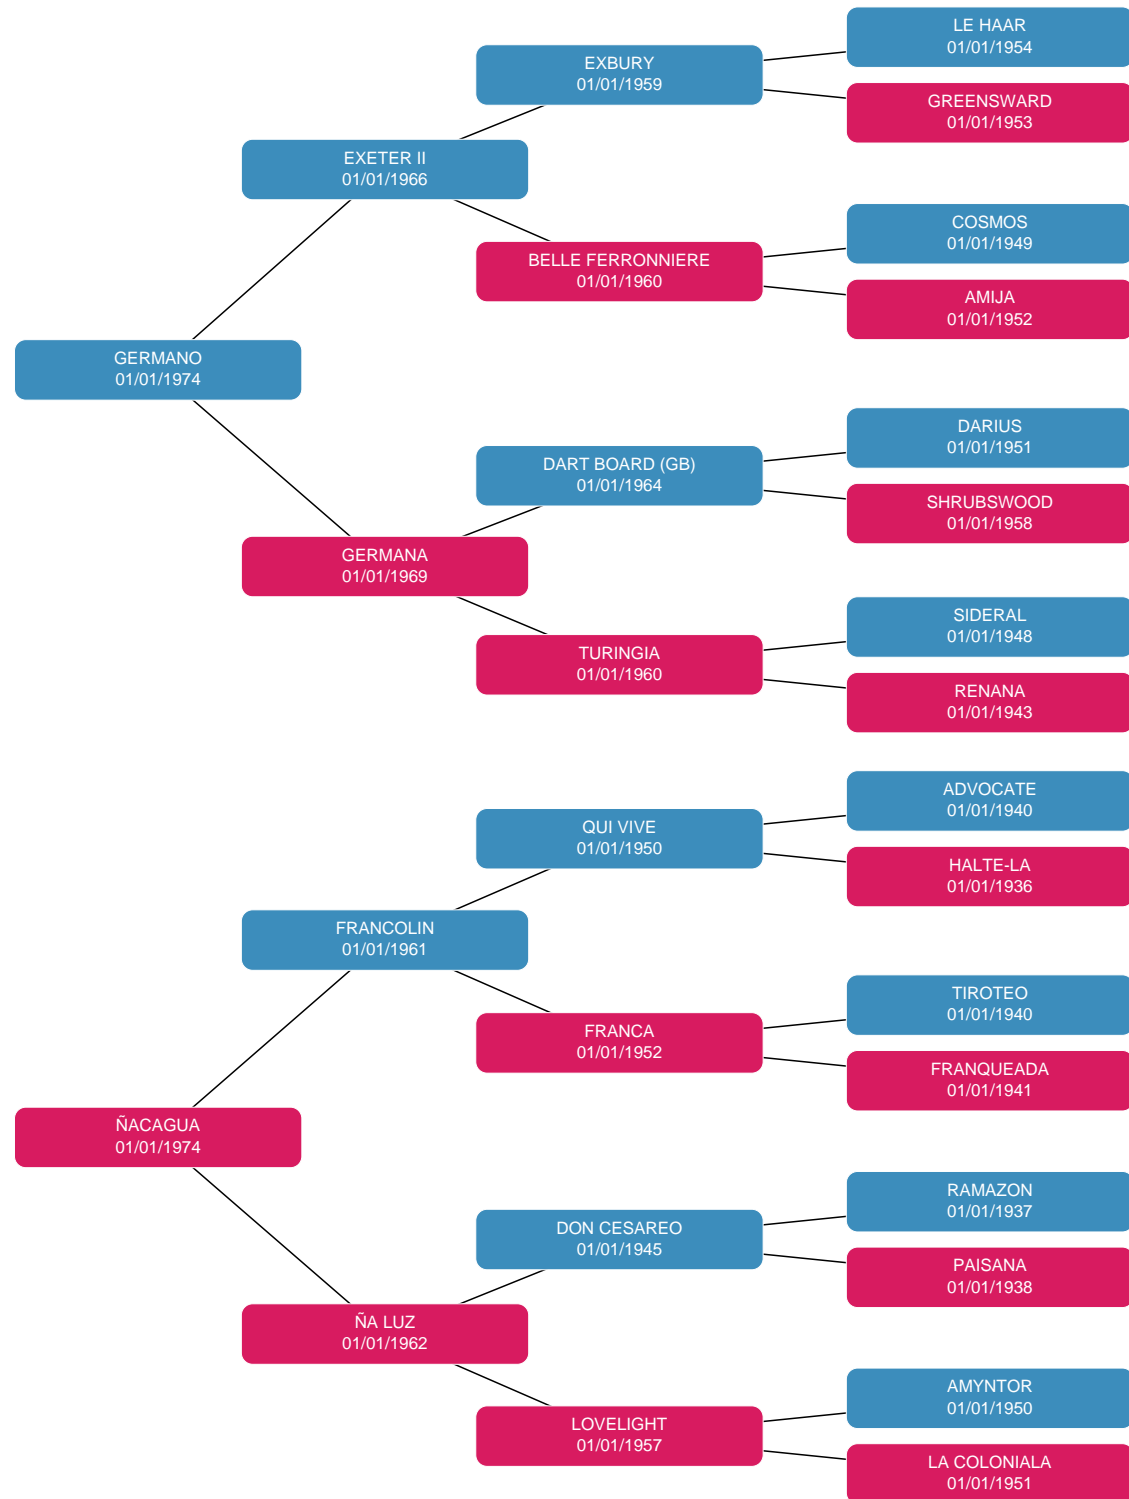 LE HAAR
01/01/1954
EXBURY
01/01/1959
GREENSWARD
01/01/1953
EXETER II
01/01/1966
COSMOS
01/01/1949
BELLE FERRONNIERE
01/01/1960
AMIJA
01/01/1952
GERMANO
01/01/1974
DARIUS
01/01/1951
DART BOARD (GB)
01/01/1964
SHRUBSWOOD
01/01/1958
GERMANA
01/01/1969
SIDERAL
01/01/1948
TURINGIA
01/01/1960
RENANA
01/01/1943
ADVOCATE
01/01/1940
QUI VIVE
01/01/1950
HALTE-LA
01/01/1936
FRANCOLIN
01/01/1961
TIROTEO
01/01/1940
FRANCA
01/01/1952
FRANQUEADA
01/01/1941
ÑACAGUA
01/01/1974
RAMAZON
01/01/1937
DON CESAREO
01/01/1945
PAISANA
01/01/1938
ÑA LUZ
01/01/1962
AMYNTOR
01/01/1950
LOVELIGHT
01/01/1957
LA COLONIALA
01/01/1951